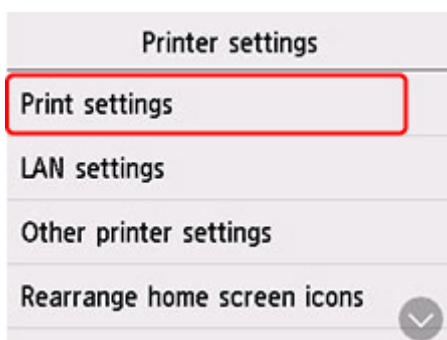 Printer settings
Print settings
LAN settings
Other printer settings
Rearrange home screen icons